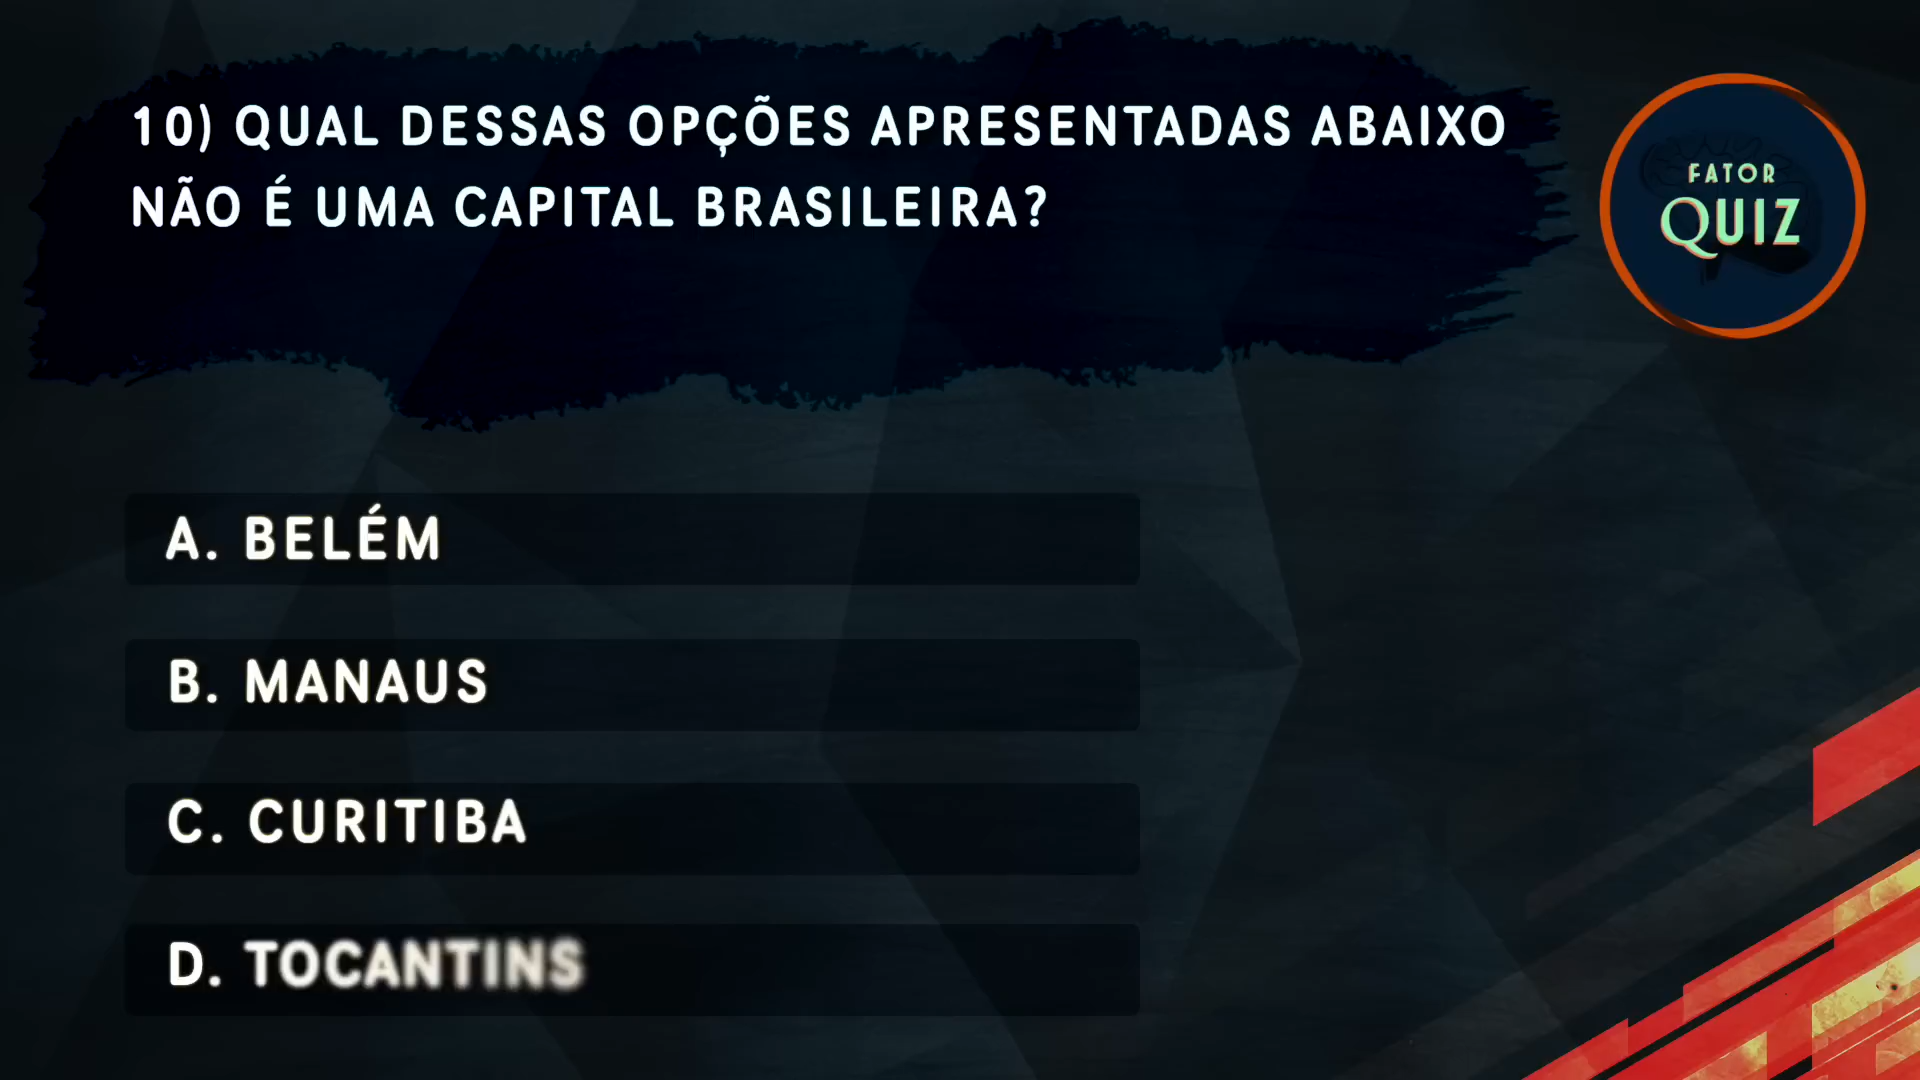 10) QUAL DESSAS OPÇÕES APRESENTADAS ABAIXO
NÃO É UMA CAPITAL BRASILEIRA?
FATOR
QUIZ
A. BELÉM
B. MANAUS
C. CURITIBA
D. TOCANTINS